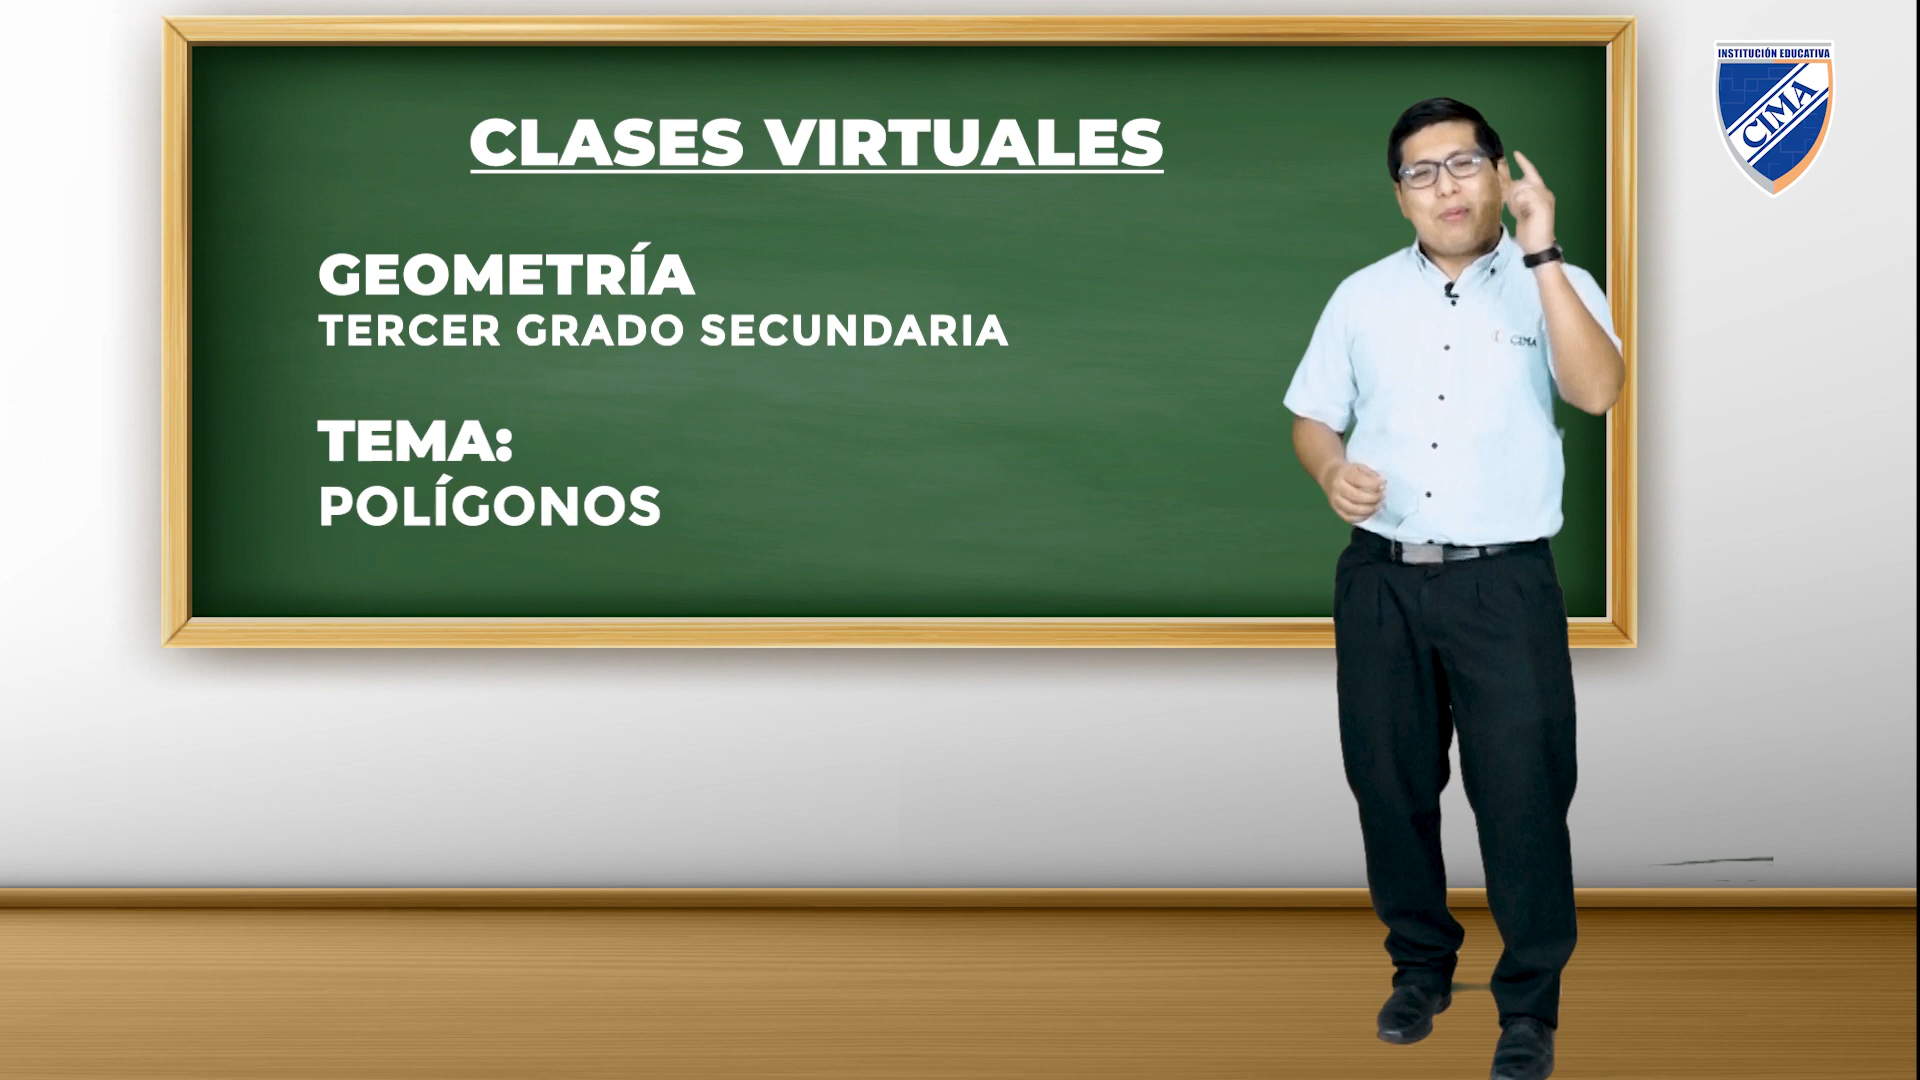 CLASES VIRTUALES
GEOMETRÍA
TERCER GRADO SECUNDARIA
TEMA:
POLÍGONOS
INSTITUCIÓN EDUCATIVA
CIMA
CIMA